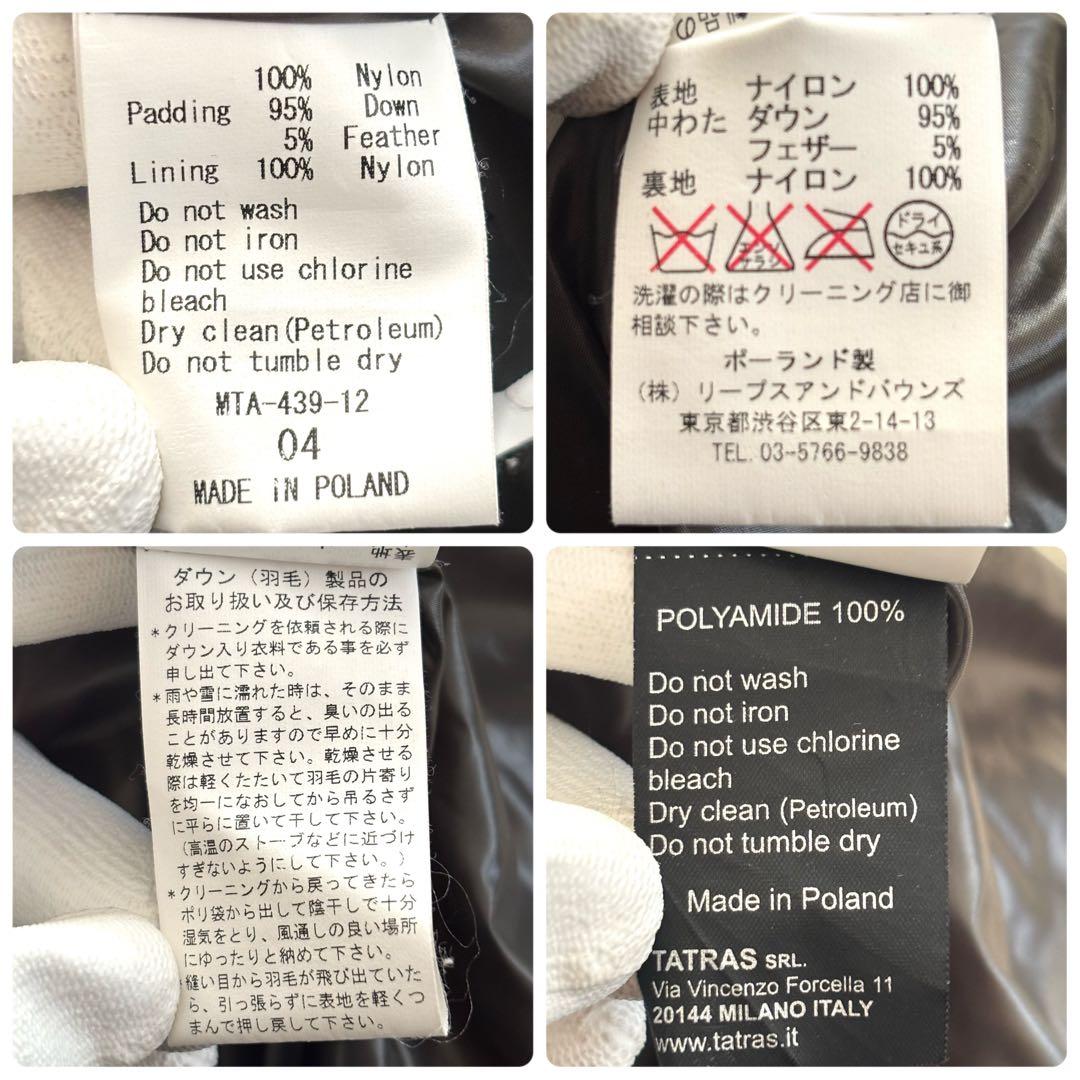 100% Nylon
Padding 95% Down
5% Feather
Lining 100% Nylon
Do not wash
Do not iron
Do not use chlorine
bleach
Dry clean(Petroleum)
Do not tumble dry
MTA-439-12
04
MADE IN POLAND
表地 ナイロン 100%
中わた ダウン 95%
フェザー 5%
裏地 ナイロン 100%
エンソ
サラシ
ドライ
セキユ系
洗濯の際はクリーニング店に御
相談下さい。
ポーランド製
(株) リープスアンドバウンズ
東京都渋谷区東2-14-13
TEL. 03-5766-9838
ダウン (羽毛) 製品の
お取り扱い及び保存方法
*クリーニングを依頼される際に
ダウン入り衣料である事を必ず
申し出て下さい。
*雨や雪に濡れた時は、そのまま
長時間放置すると、臭いの出る
ことがありますので早めに十分
乾燥させて下さい。乾燥させる
際は軽くたたいて羽毛の片寄り
を均一になおしてから吊るさず
に平らに置いて干して下さい。
(高温のストーブなどに近づけ
すぎないようにして下さい。)
*クリーニングから戻ってきたら
ポリ袋から出して陰干しで十分
湿気をとり、風通しの良い場所
にゆったりと納めて下さい。
*縫い目から羽毛が飛び出ていた
ら、引っ張らずに表地を軽くつ
まんで押し戻して下さい。
POLYAMIDE 100%
Do not wash
Do not iron
Do not use chlorine
bleach
Dry clean (Petroleum)
Do not tumble dry
Made in Poland
TATRAS SRL.
Via Vincenzo Forcella 11
20144 MILANO ITALY
www.tatras.it